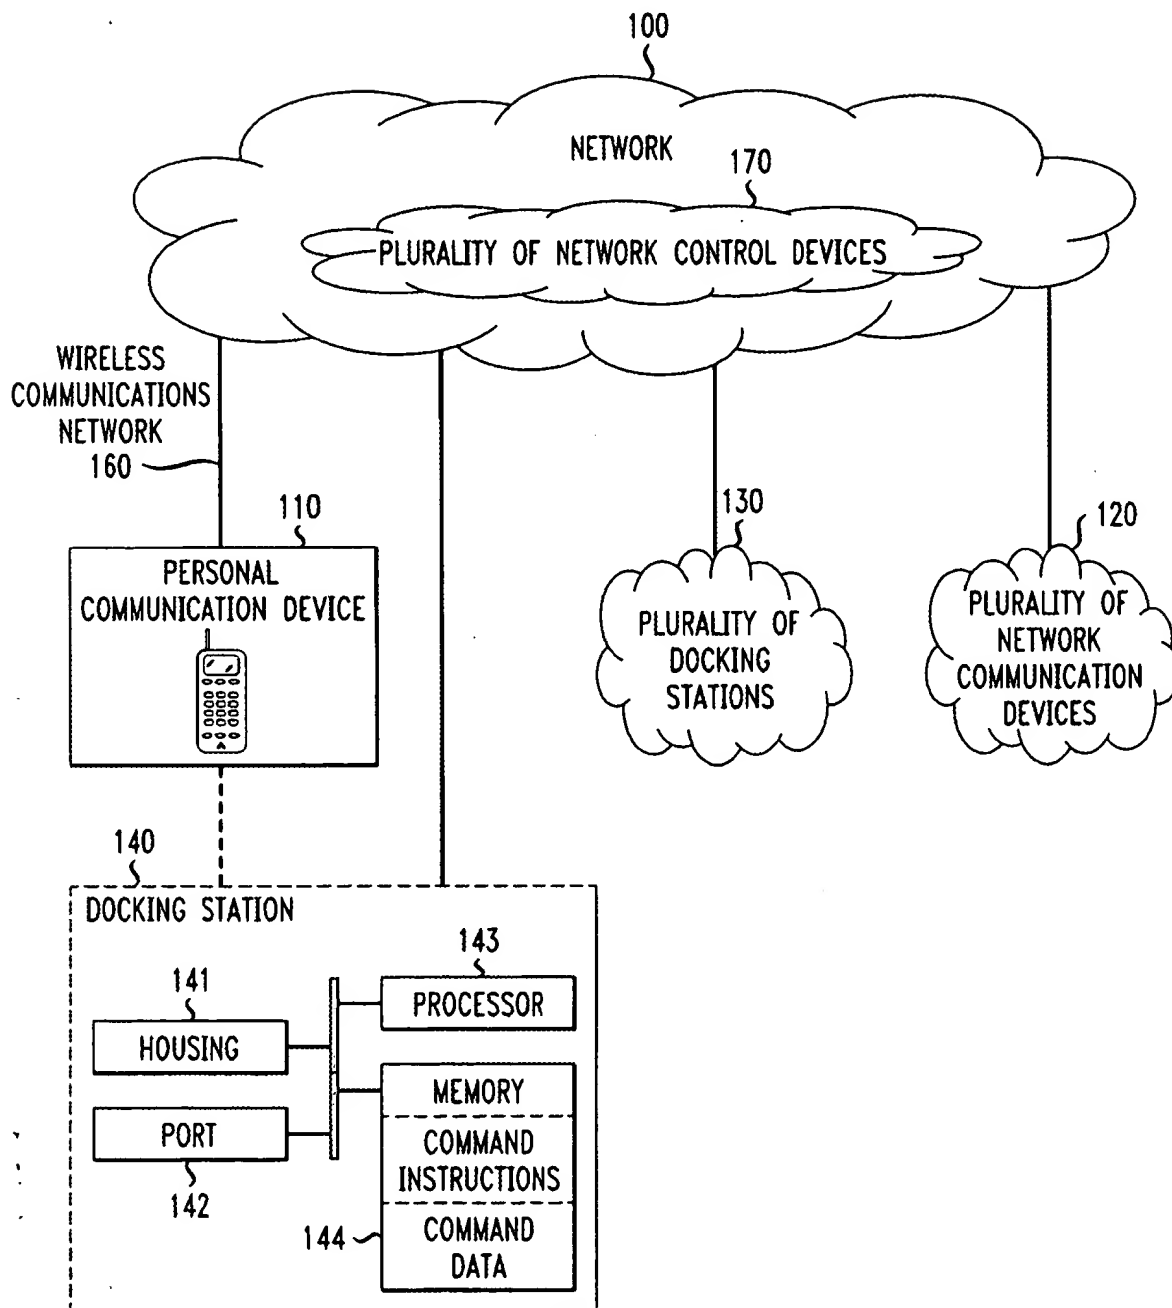 100
NETWORK
170
PLURALITY OF NETWORK CONTROL DEVICES
WIRELESS
COMMUNICATIONS
NETWORK
160
110
PERSONAL
COMMUNICATION DEVICE
130
PLURALITY OF
DOCKING
STATIONS
120
PLURALITY OF
NETWORK
COMMUNICATION
DEVICES
140
DOCKING STATION
141
HOUSING
PORT
142
143
PROCESSOR
MEMORY
COMMAND
INSTRUCTIONS
COMMAND
DATA
144